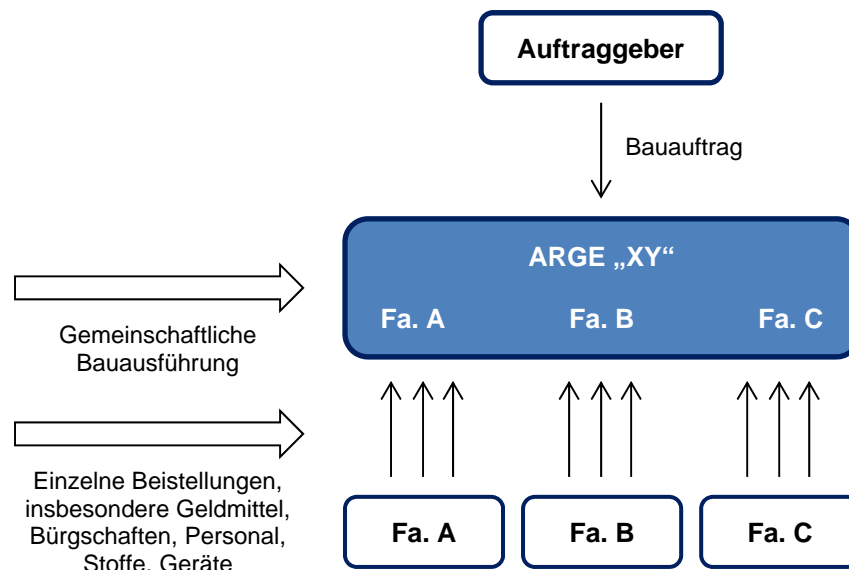 Auftraggeber
Bauauftrag
ARGE „XY“
Fa. A Fa. B Fa. C
Gemeinschaftliche
Bauausführung
Einzelne Beistellungen,
insbesondere Geldmittel,
Bürgschaften, Personal,
Stoffe, Geräte
Fa. A Fa. B Fa. C